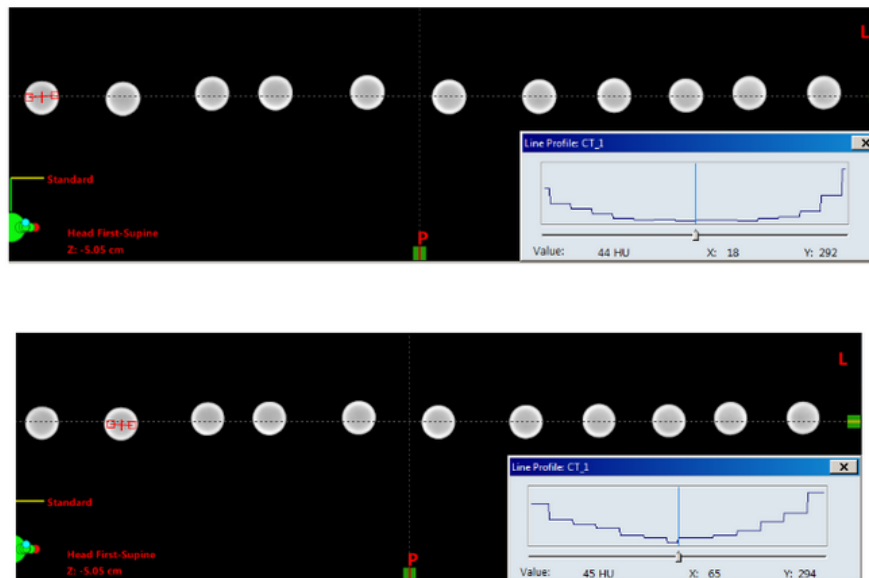 L
Standard
Head First-Supine
Z: -5.05 cm
P
Line Profile: CT_1
X
Value: 44 HU X: 18 Y: 292
L
Standard
Head First-Supine
Z: -5.05 cm
P
Line Profile: CT_1
X
Value: 45 HU X: 65 Y: 294